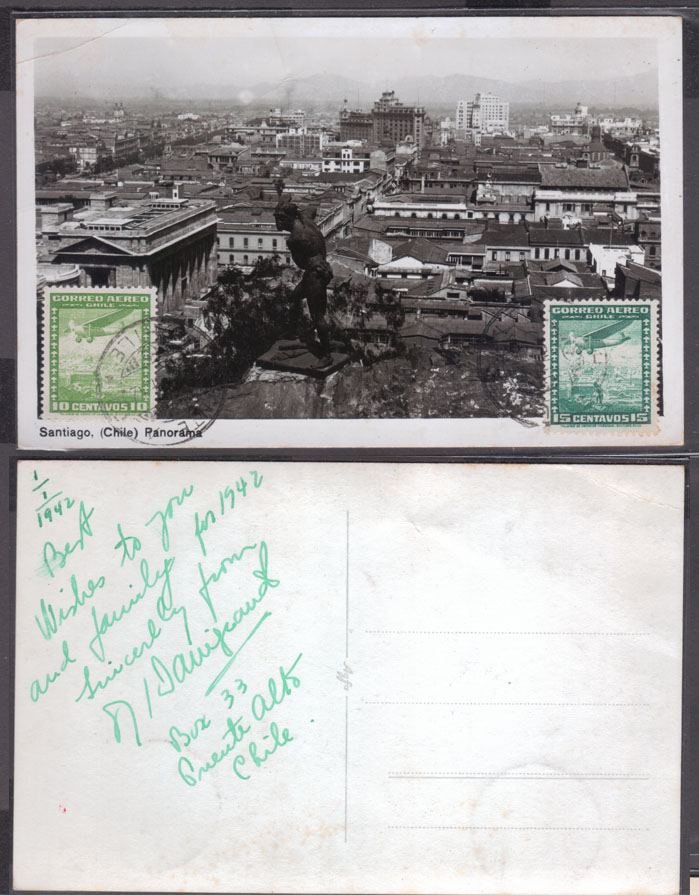 CORREO AEREO
CHILE
10 CENTAVOS 10
CORREO AEREO
CHILE
15 CENTAVOS 15
Santiago, (Chile) Panorama
1
1
1942
Best
Wishes to you
and family for 1942
Sincerely from
Box 33
Puente Alto
Chile